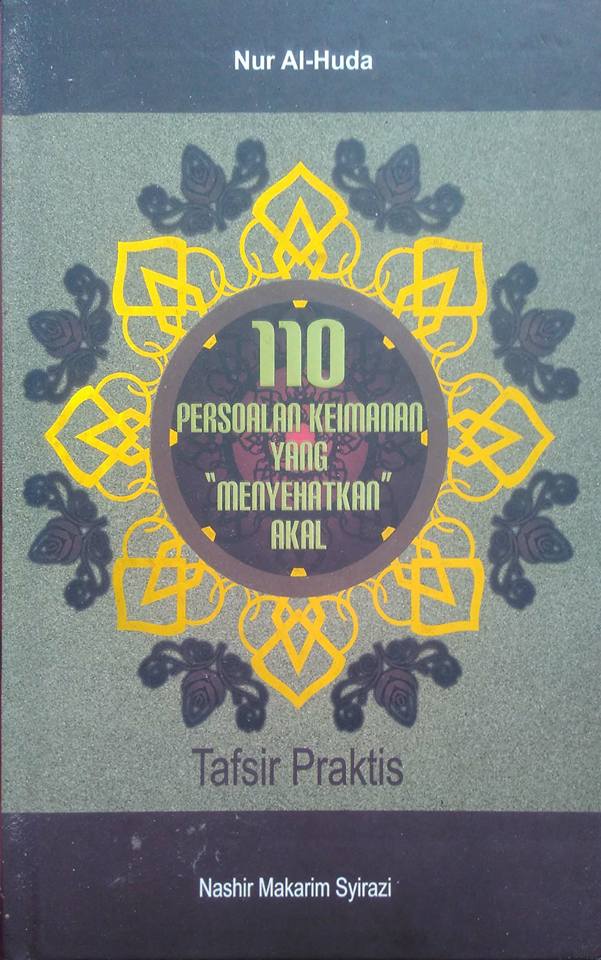 Nur Al-Huda
110
PERSOALAN KEIMANAN
YANG
"MENYEHATKAN"
AKAL
Tafsir Praktis
Nashir Makarim Syirazi